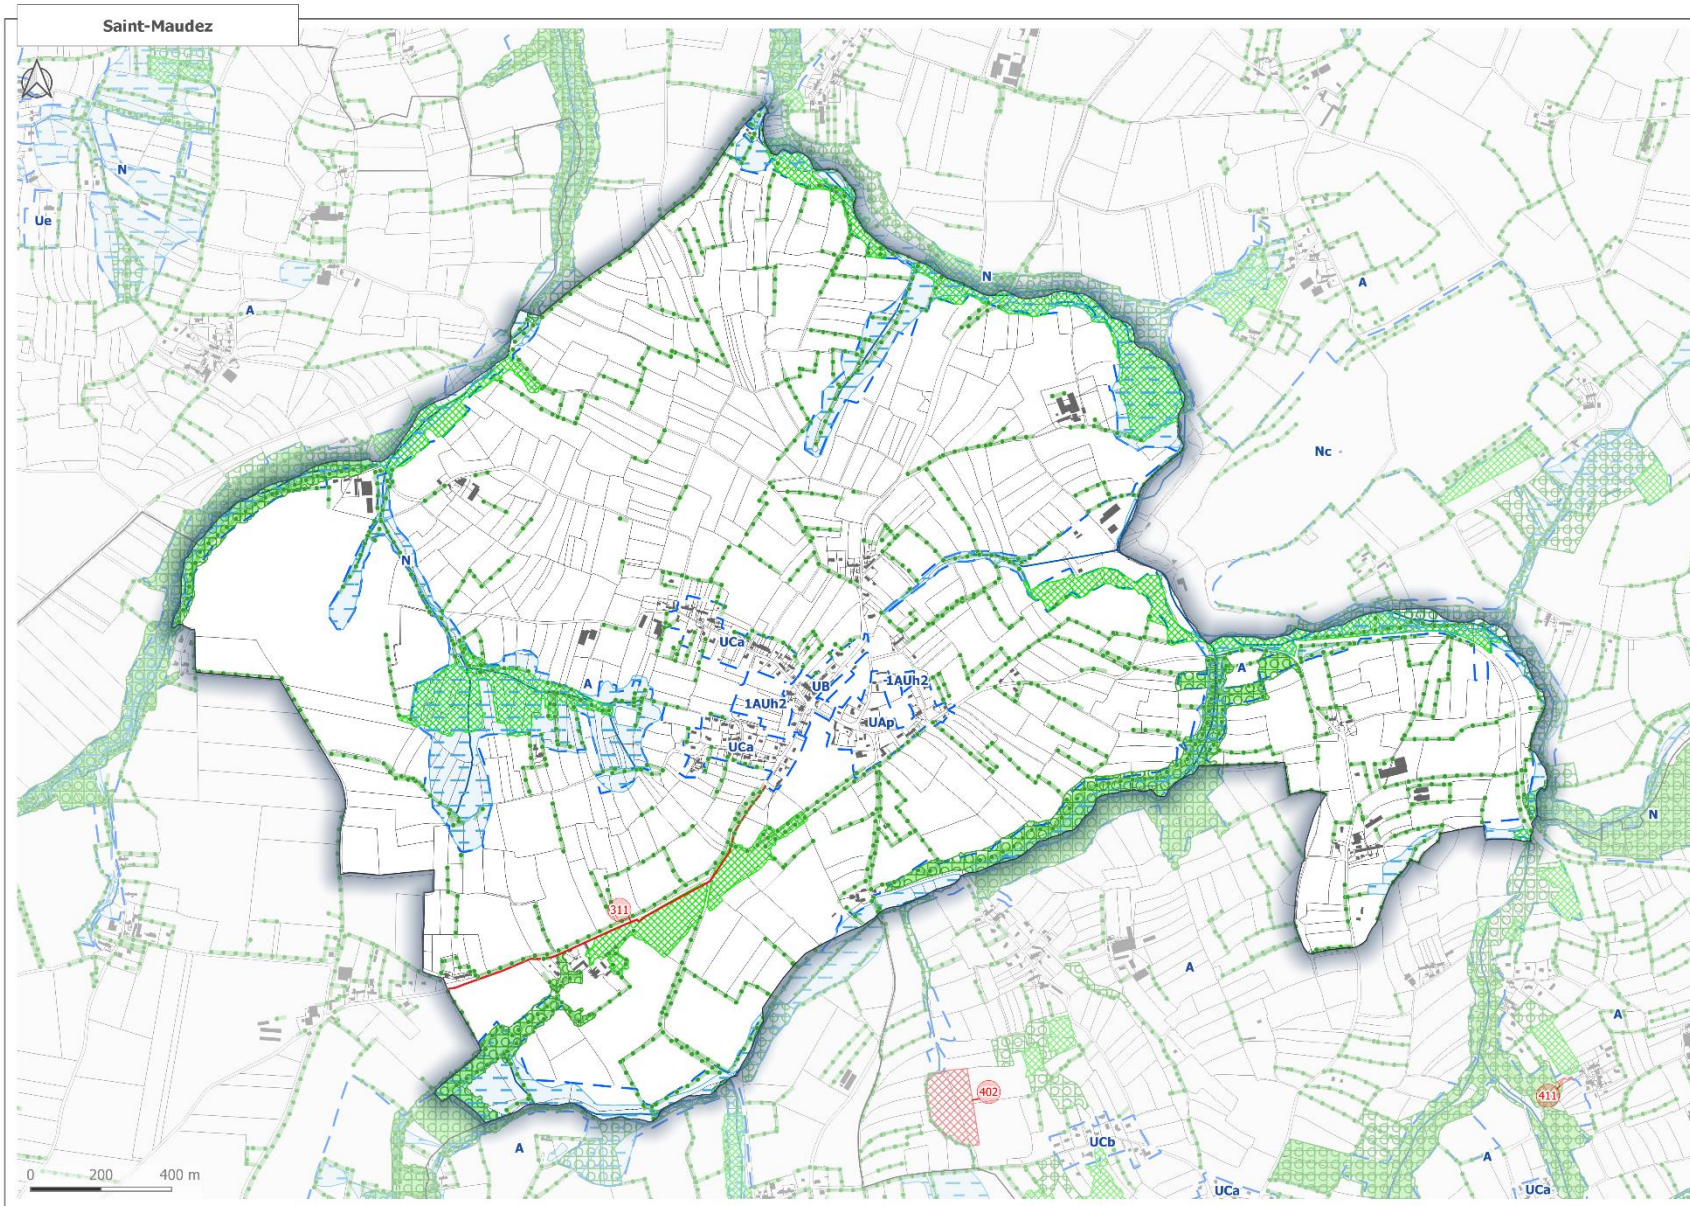 Saint-Maudez
N
Ue
A
N
A
Nc
N
UCa
A
1AUh2
UB
1AUh2
UAp
UCa
A
N
311
A
A
402
411
UCb
A
A
UCa
UCa
0 200 400 m